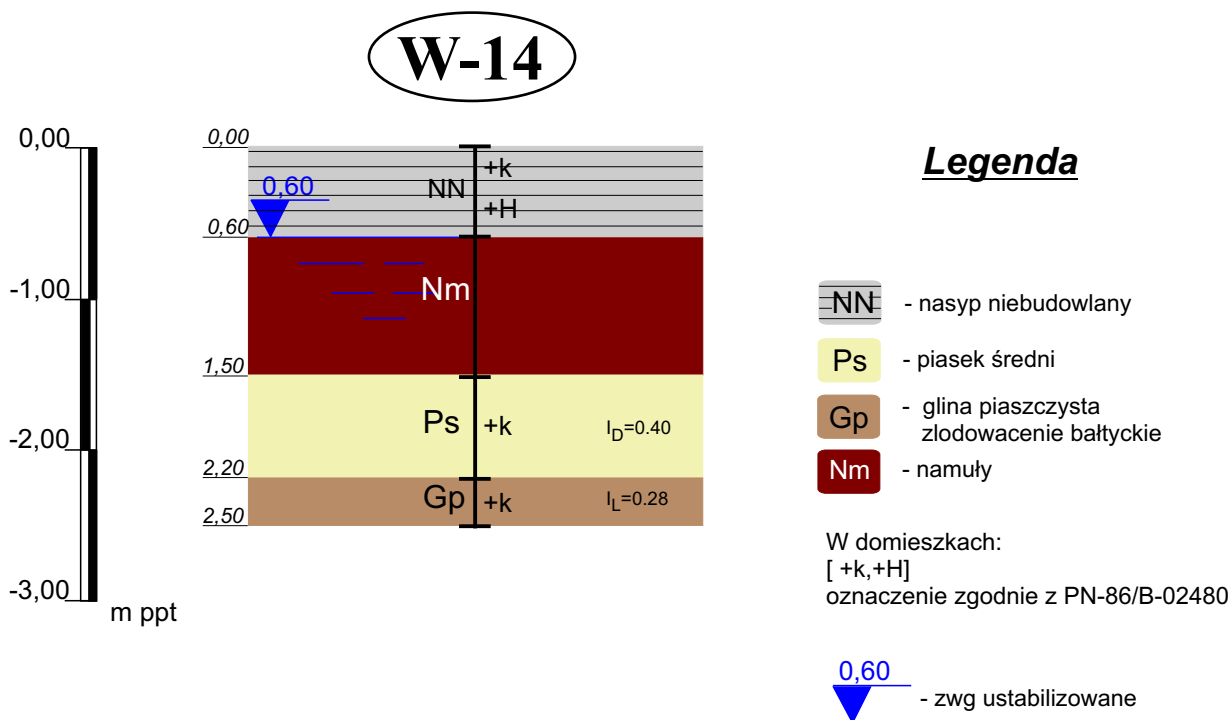 W-14
0,00
-1,00
-2,00
-3,00
m ppt
0,00
0,60
0,60
1,50
2,20
2,50
NN
+k
+H
Nm
Ps
+k
I_D=0.40
Gp
+k
I_L=0.28
Legenda
NN - nasyp niebudowlany
Ps - piasek średni
Gp - glina piaszczysta
zlodowacenie bałtyckie
Nm - namuły
W domieszkach:
[ +k,+H]
oznaczenie zgodnie z PN-86/B-02480
0,60
- zwg ustabilizowane